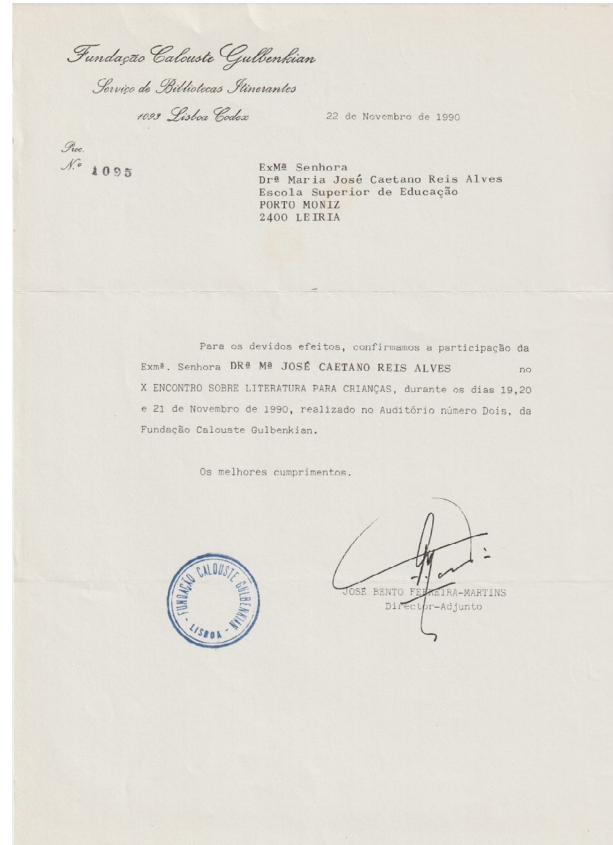 Fundação Calouste Gulbenkian
Serviço de Bibliotecas Itinerantes
1093 Lisboa Codex
22 de Novembro de 1990
Proc.
N.º 1095
ExMª Senhora
Drª Maria José Caetano Reis Alves
Escola Superior de Educação
PORTO MONIZ
2400 LEIRIA
Para os devidos efeitos, confirmamos a participação da
Exmª. Senhora DRª Mª JOSÉ CAETANO REIS ALVES no
X ENCONTRO SOBRE LITERATURA PARA CRIANÇAS, durante os dias 19,20
e 21 de Novembro de 1990, realizado no Auditório número Dois, da
Fundação Calouste Gulbenkian.
Os melhores cumprimentos.
JOSÉ BENTO FERREIRA-MARTINS
Director-Adjunto
FUNDAÇÃO CALOUSTE GULBENKIAN
- LISBOA -